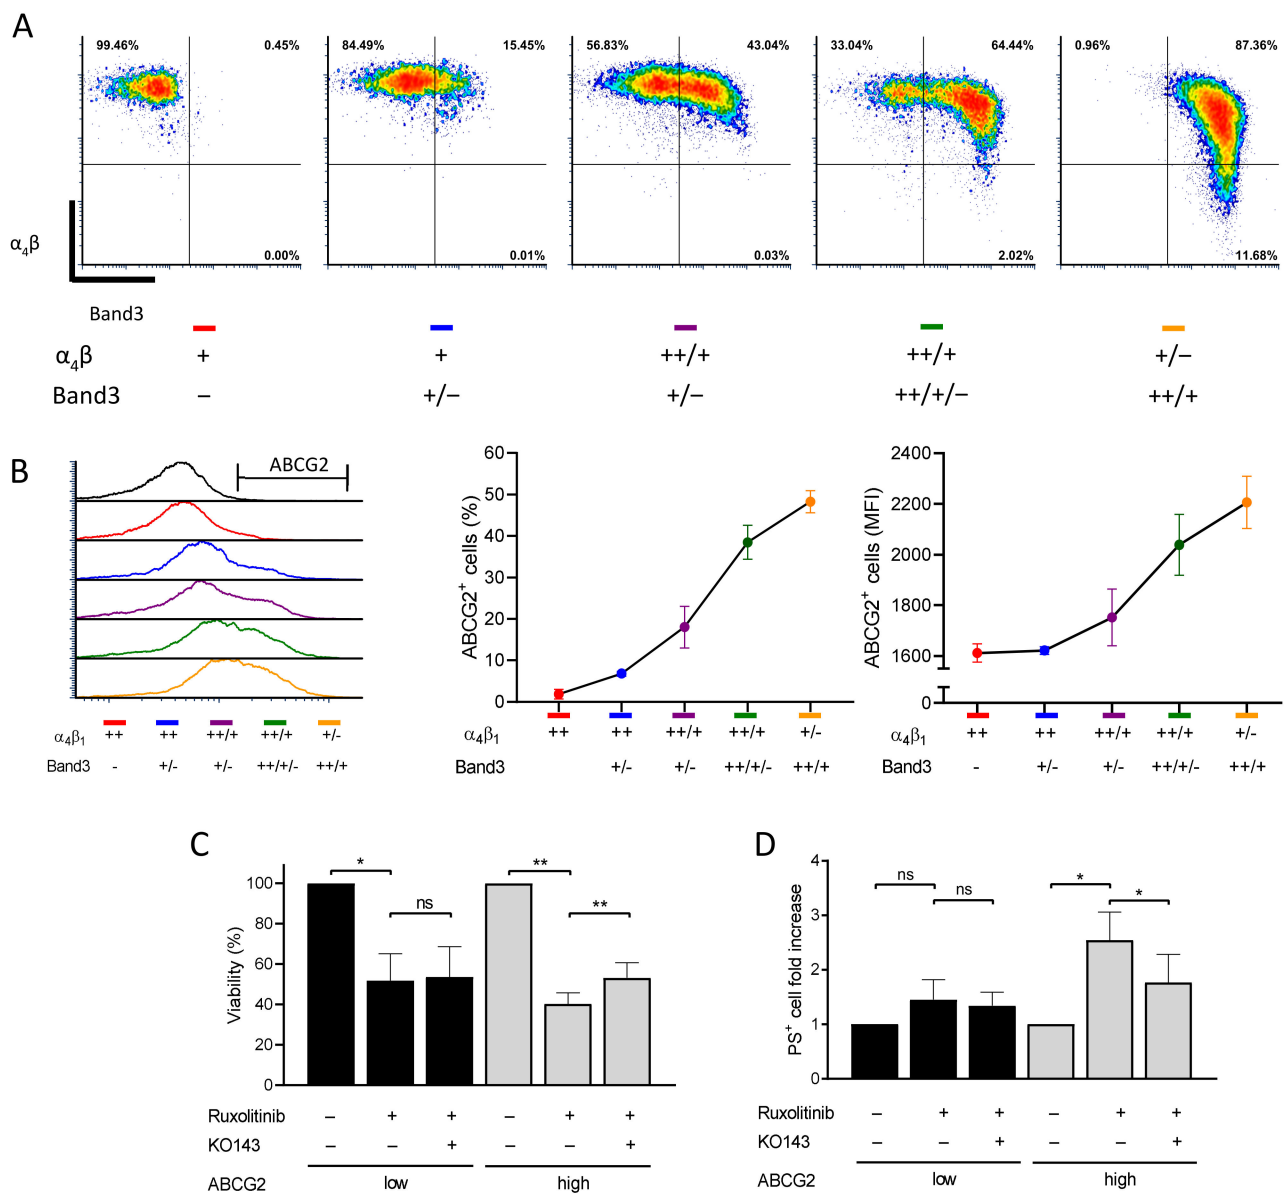 A
99.46% 0.45% 84.49% 15.45% 56.83% 43.04% 33.04% 64.44% 0.96% 87.36%
α4β
0.00% 0.01% 0.03% 2.02% 11.68%
Band3
α4β + + ++/+ ++/+ +/−
Band3 − +/− +/− ++/+/− ++/+
B
ABCG2
α4β1 ++ ++ ++/+ ++/+ +/-
Band3 - +/- +/- ++/+/- ++/+
ABCG2+ cells (%)
60
50
40
30
20
10
0
α4β1 ++ ++ ++/+ ++/+ +/-
Band3 +/- +/- ++/+/- ++/+
ABCG2+ cells (MFI)
2400
2200
2000
1800
1600
0
α4β1 ++ ++ ++/+ ++/+ +/-
Band3 - +/- +/- ++/+/- ++/+
C
Viability (%)
100
80
60
40
20
0
* ns ** **
Ruxolitinib − + + − + +
KO143 − − + − − +
ABCG2 low high
D
PS+ cell fold increase
4
3
2
1
0
ns ns * *
Ruxolitinib − + + − + +
KO143 − − + − − +
ABCG2 low high